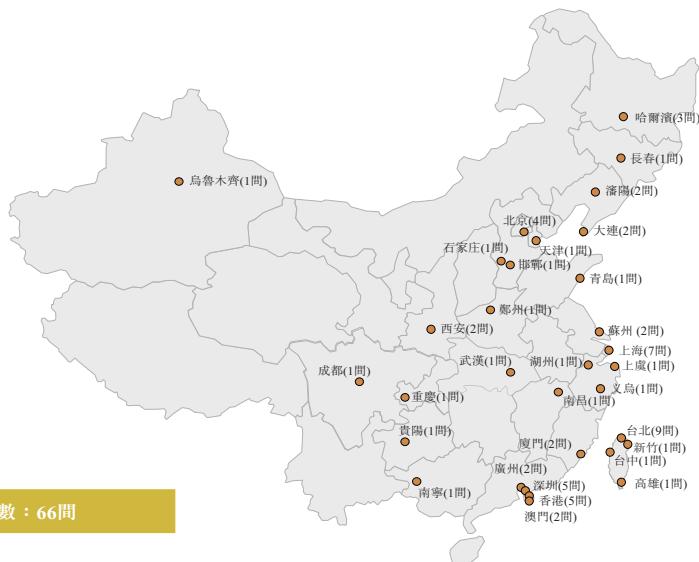 哈爾濱(3間)
長春(1間)
烏魯木齊(1間)
瀋陽(2間)
北京(4間)
大連(2間)
天津(1間)
石家庄(1間)
邯鄲(1間)
青島(1間)
鄭州(1間)
西安(2間)
蘇州 (2間)
上海(7間)
武漢(1間)
湖州(1間)
上虞(1間)
成都(1間)
義烏(1間)
重慶(1間)
南昌(1間)
貴陽(1間)
台北(9間)
廈門(2間)
新竹(1間)
台中(1間)
廣州(2間)
高雄(1間)
南寧(1間)
深圳(5間)
香港(5間)
澳門(2間)
數：66間